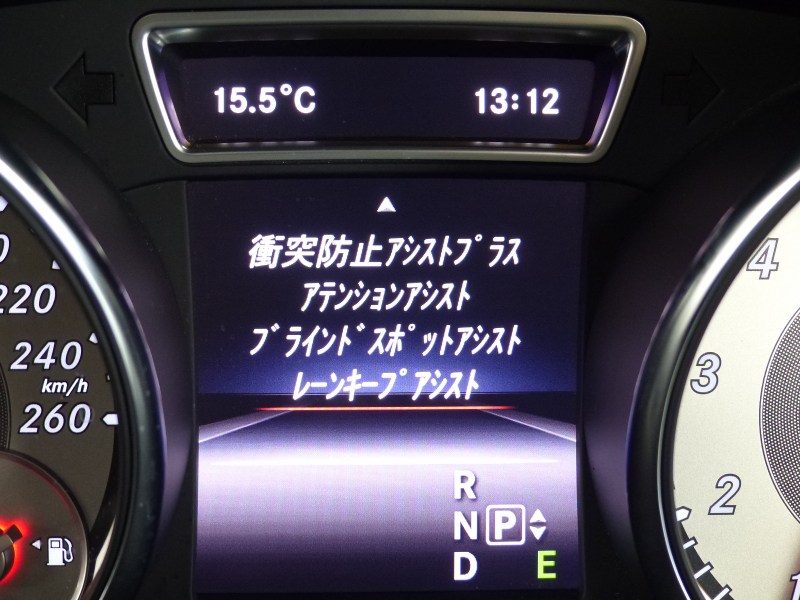 15.5°C 13:12
衝突防止ｱｼｽﾄﾌﾟﾗｽ
ｱﾃﾝｼｮﾝｱｼｽﾄ
ﾌﾞﾗｲﾝﾄﾞｽﾎﾟｯﾄｱｼｽﾄ
ﾚｰﾝｷｰﾌﾟｱｼｽﾄ
220
240
km/h
260
4
3
2
R
N P
D E